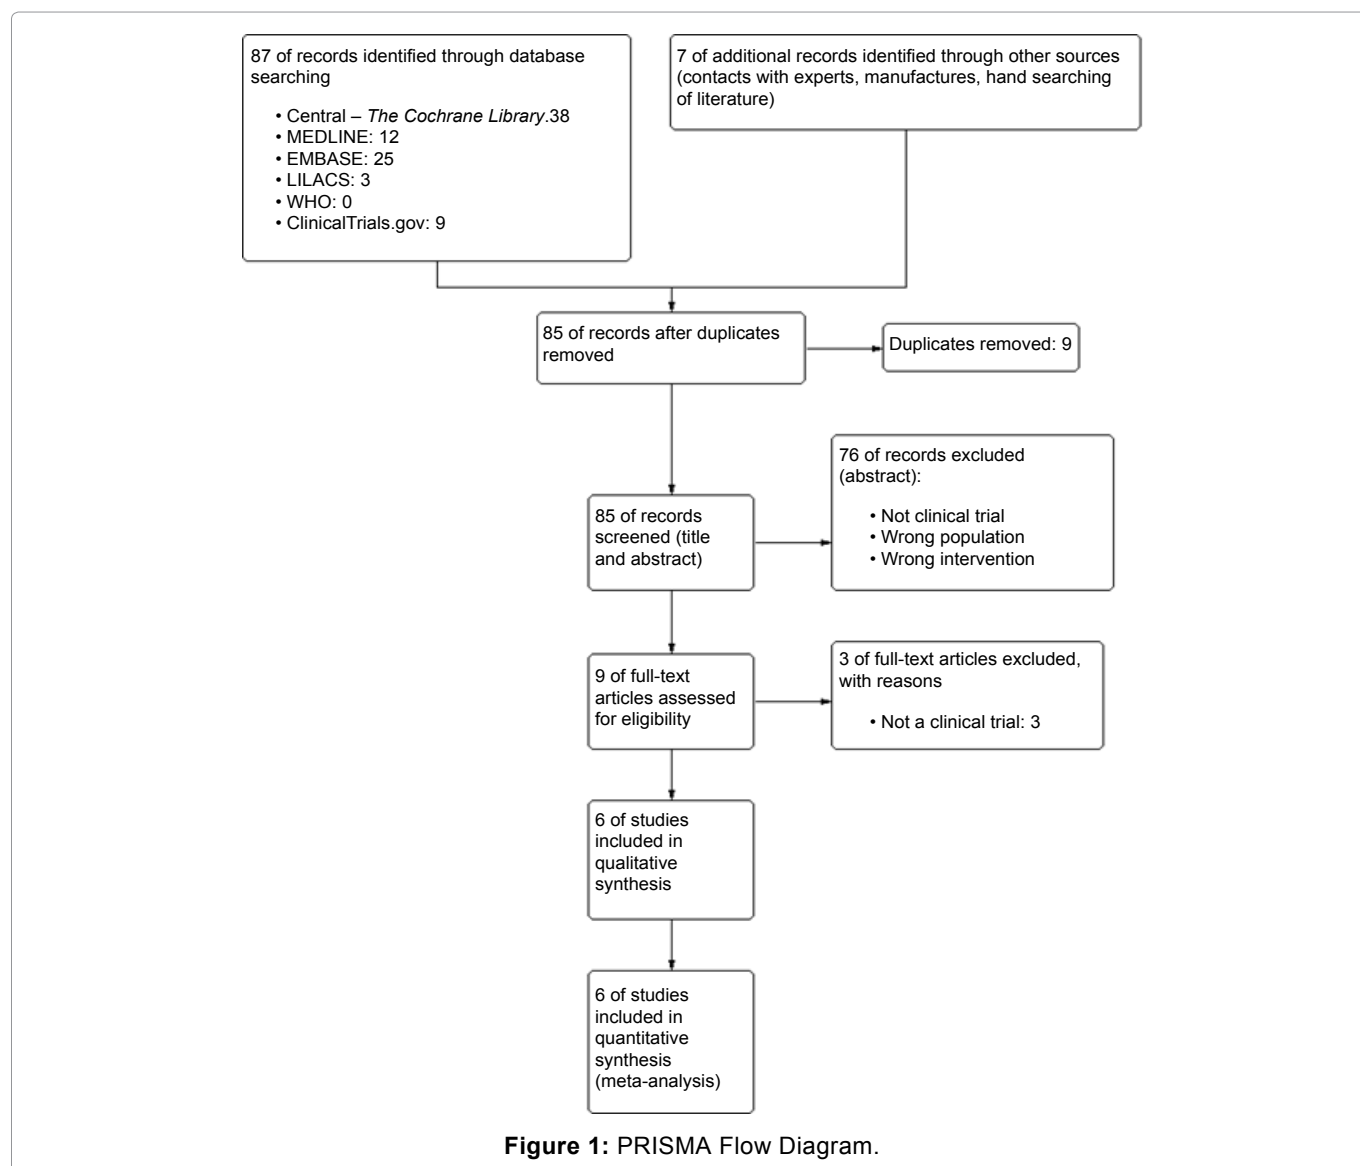 87 of records identified through database
searching
• Central – The Cochrane Library.38
• MEDLINE: 12
• EMBASE: 25
• LILACS: 3
• WHO: 0
• ClinicalTrials.gov: 9
7 of additional records identified through other sources
(contacts with experts, manufactures, hand searching
of literature)
85 of records after duplicates
removed
Duplicates removed: 9
85 of records
screened (title
and abstract)
76 of records excluded
(abstract):
• Not clinical trial
• Wrong population
• Wrong intervention
9 of full-text
articles assessed
for eligibility
3 of full-text articles excluded,
with reasons
• Not a clinical trial: 3
6 of studies
included in
qualitative
synthesis
6 of studies
included in
quantitative
synthesis
(meta-analysis)
Figure 1: PRISMA Flow Diagram.